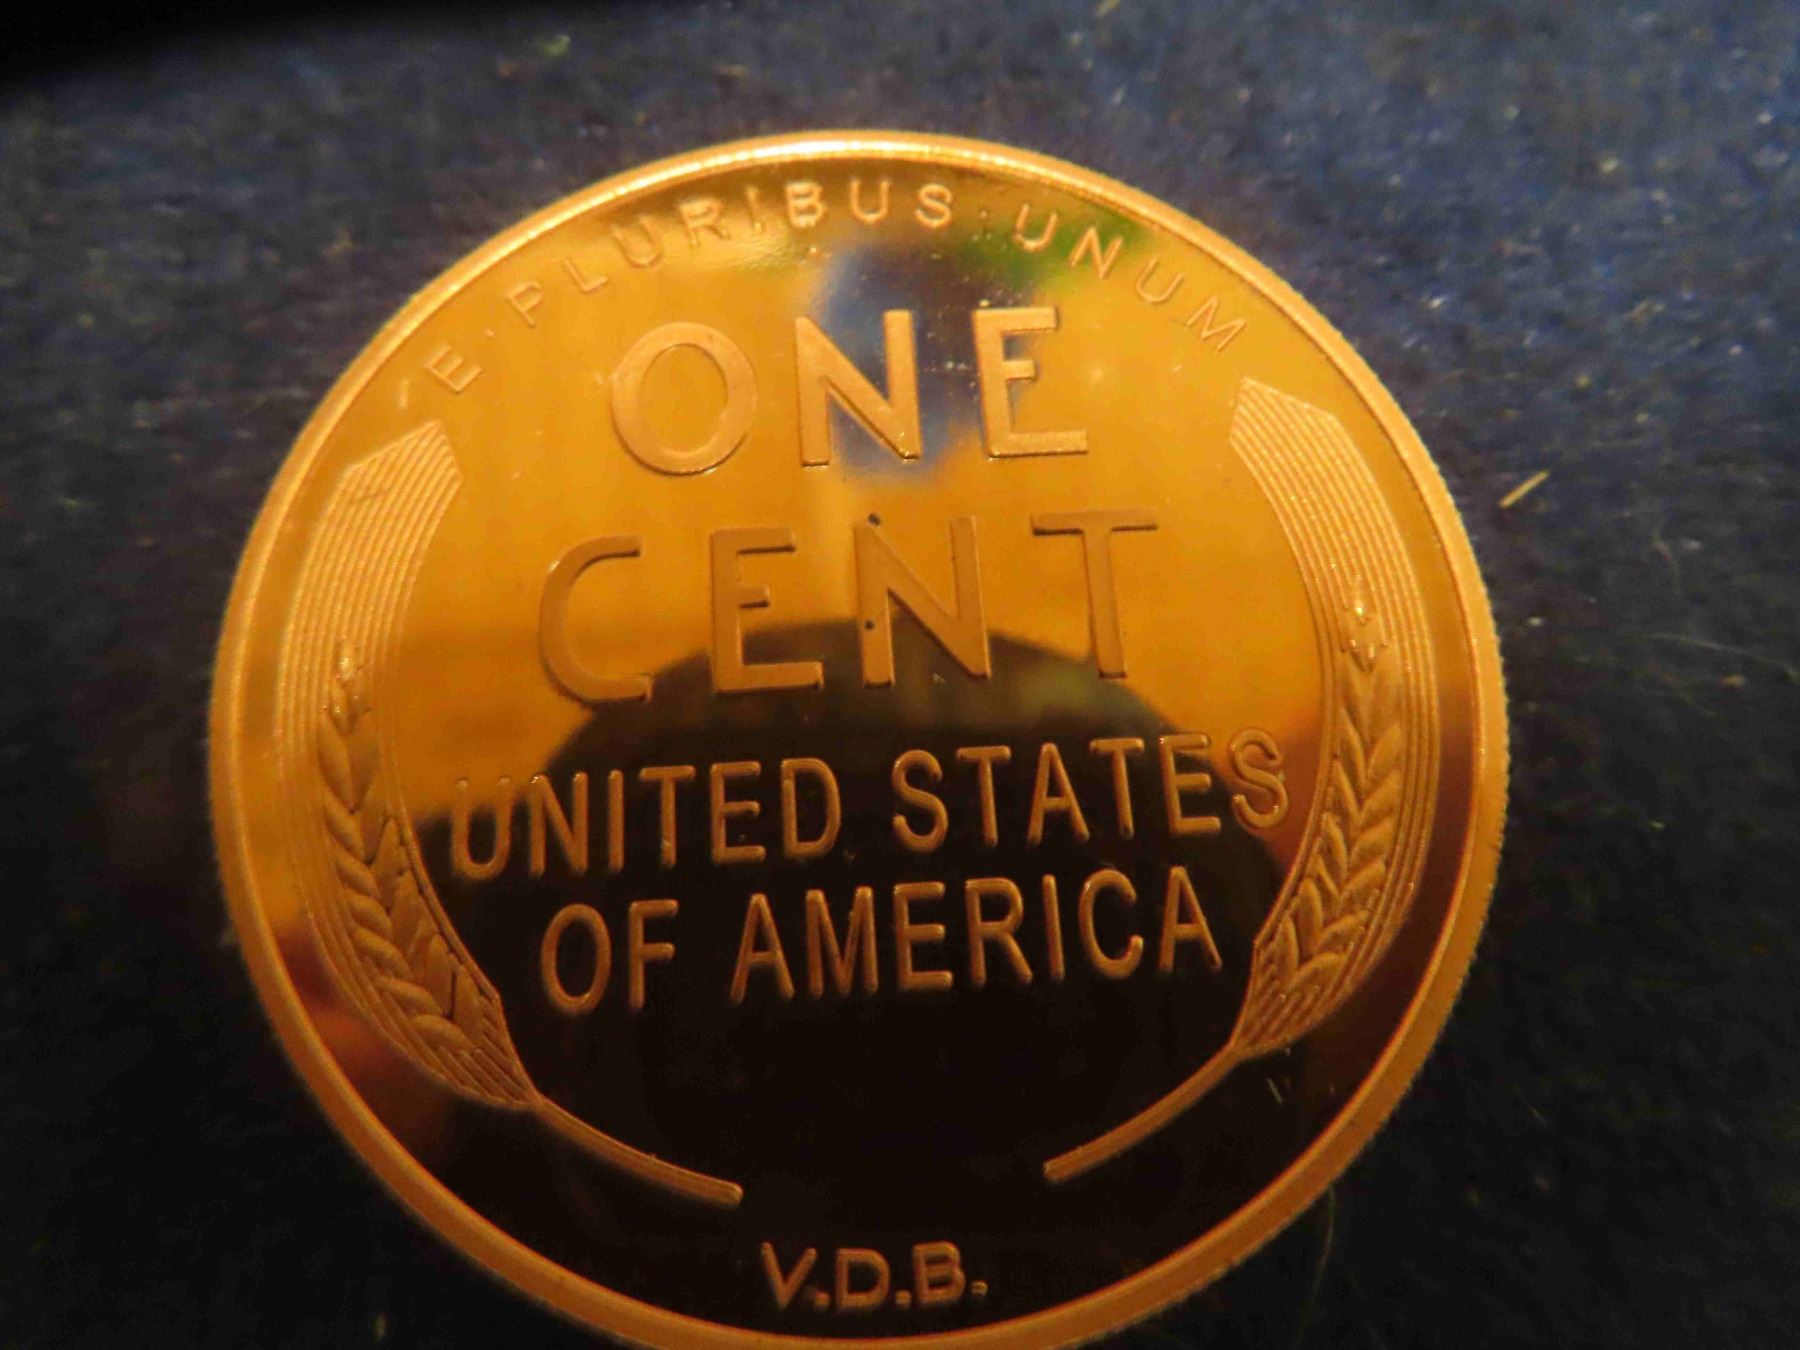 E·PLURIBUS·UNUM
ONE
CENT
UNITED STATES
OF AMERICA
V.D.B.